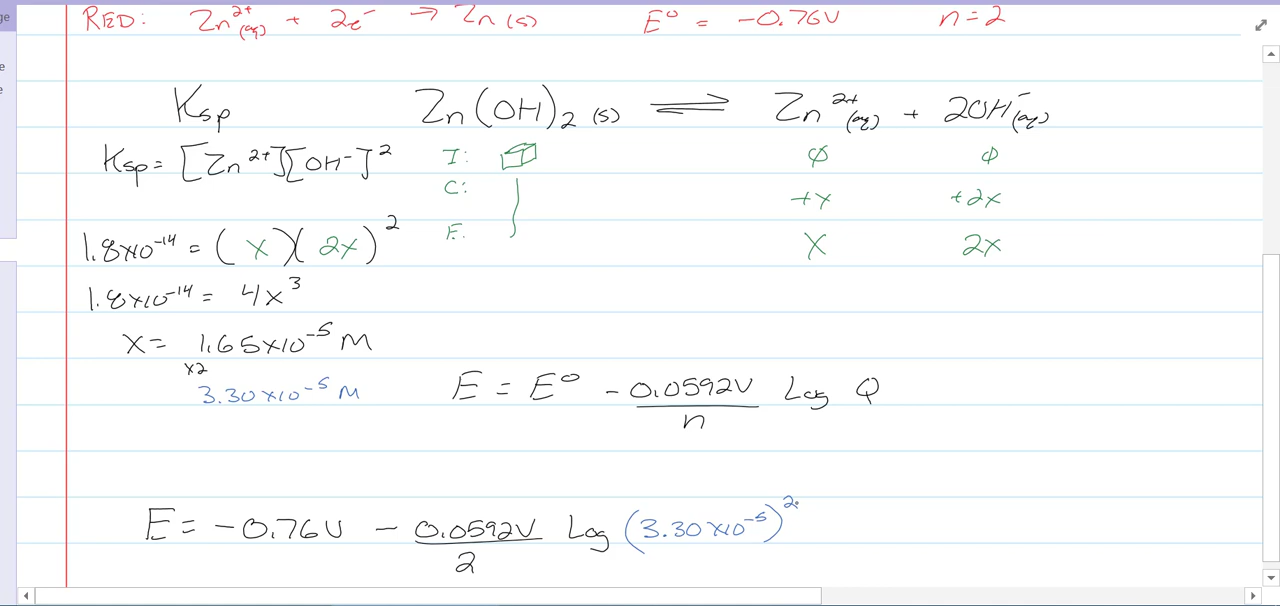 RED: Zn²⁺(aq) + 2e⁻ → Zn (s) E° = -0.76V n=2
Ksp Zn(OH)₂ (s) ⇌ Zn²⁺(aq) + 2OH⁻(aq)
Ksp = [Zn²⁺][OH⁻]²
I: ∅ ∅
C: +x +2x
1.8x10⁻¹⁴ = (x)(2x)²
E: x 2x
1.8x10⁻¹⁴ = 4x³
x = 1.65x10⁻⁵ M
x2
3.30x10⁻⁵ M
E = E° - 0.0592V/n Log Q
E = -0.76V - 0.0592V/2 Log (3.30x10⁻⁵)²